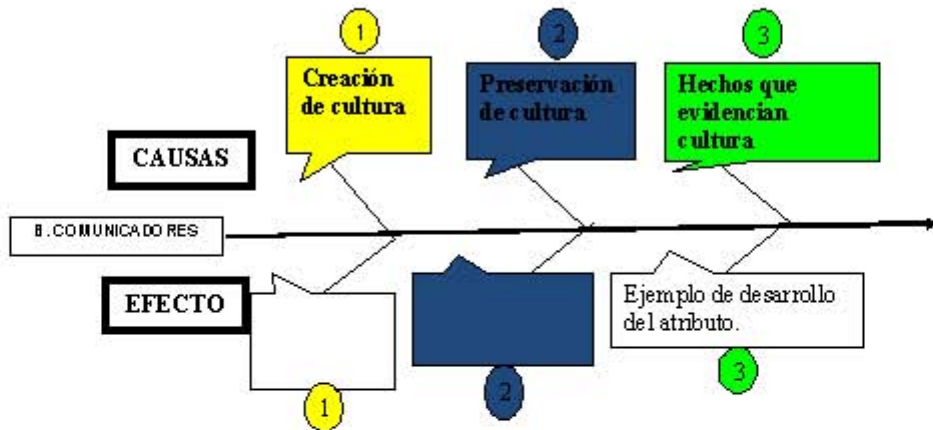 1
2
3
Creación
de cultura
Preservación
de cultura
Hechos que
evidencian
cultura
CAUSAS
B.COMUNICADORES
EFECTO
Ejemplo de desarrollo
del atributo.
1
2
3